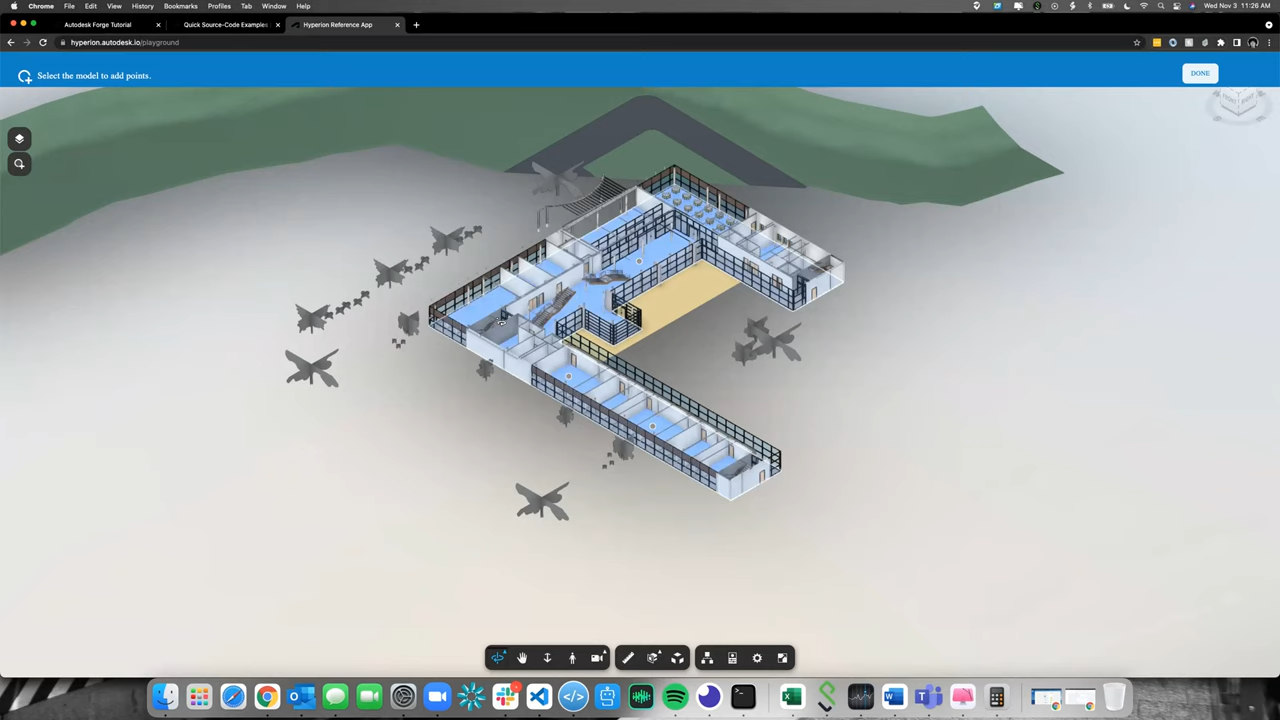 Chrome File Edit View History Bookmarks Profiles Tab Window Help Wed Nov 3 11:26 AM
Autodesk Forge Tutorial Quick Source-Code Examples Hyperion Reference App
hyperion.autodesk.io/playground
Select the model to add points. DONE